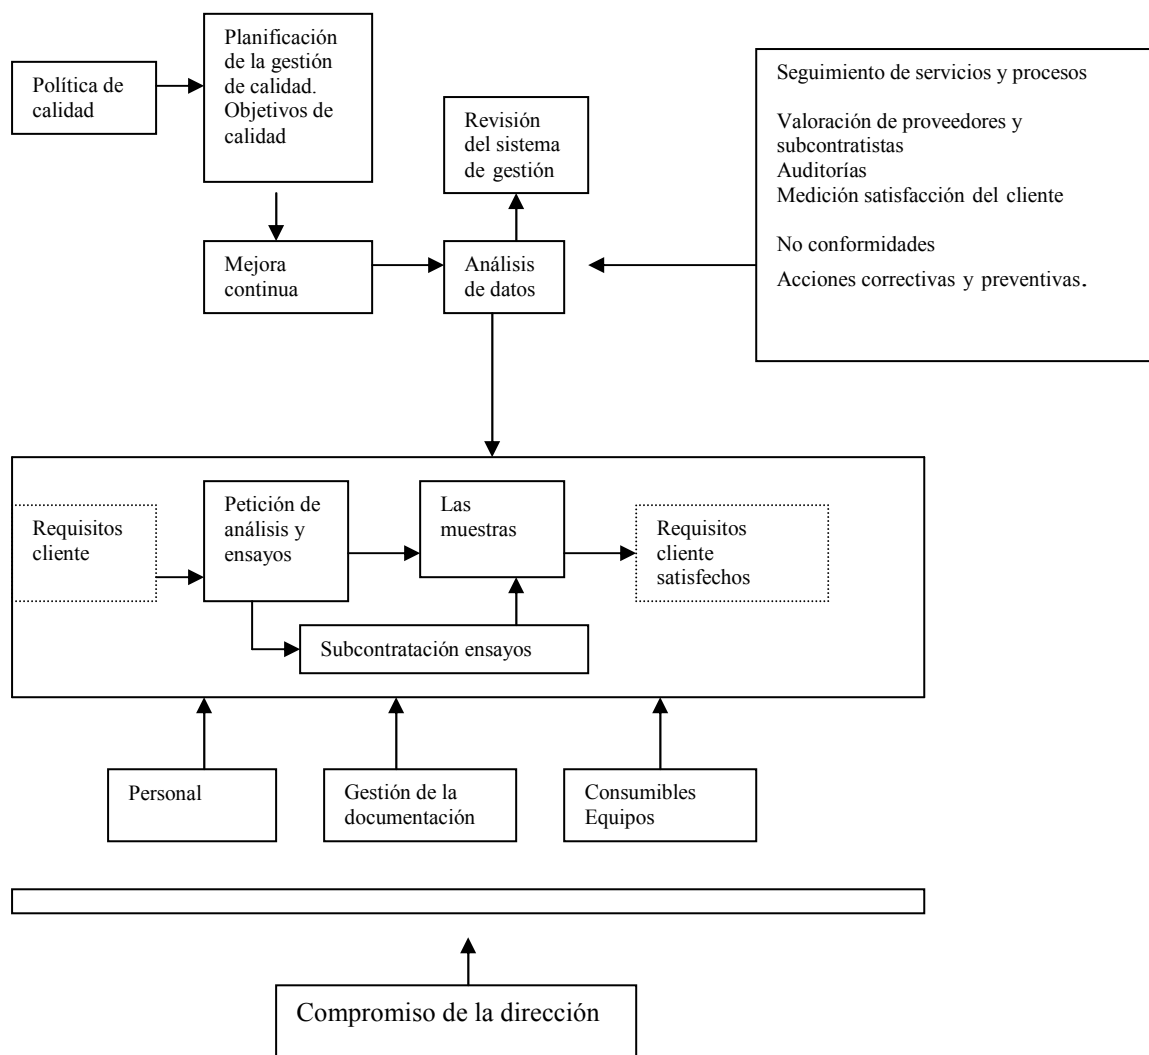 Política de
calidad
Planificación
de la gestión
de calidad.
Objetivos de
calidad
Revisión
del sistema
de gestión
Seguimiento de servicios y procesos
Valoración de proveedores y
subcontratistas
Auditorías
Medición satisfacción del cliente
No conformidades
Acciones correctivas y preventivas.
Mejora
continua
Análisis
de datos
Requisitos
cliente
Petición de
análisis y
ensayos
Las
muestras
Requisitos
cliente
satisfechos
Subcontratación ensayos
Personal
Gestión de la
documentación
Consumibles
Equipos
Compromiso de la dirección